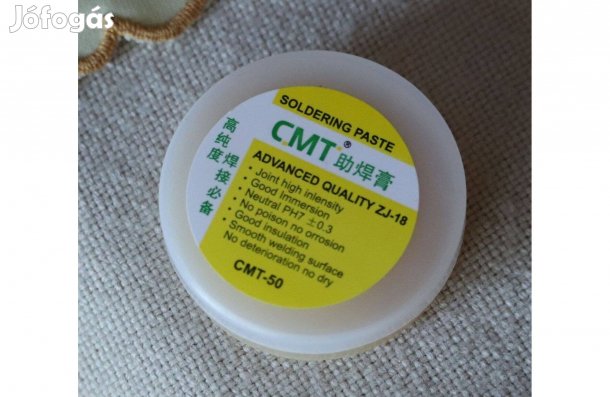 Jófogás
SOLDERING PASTE
CMT® 助焊膏
高纯度
焊接必备
ADVANCED QUALITY ZJ-18
• Joint high inlensity
• Good Immersion
• Neutral PH7 ±0.3
• No poison no orrosion
• Good insulation
Smooth welding surface
No deterioration no dry
CMT-50